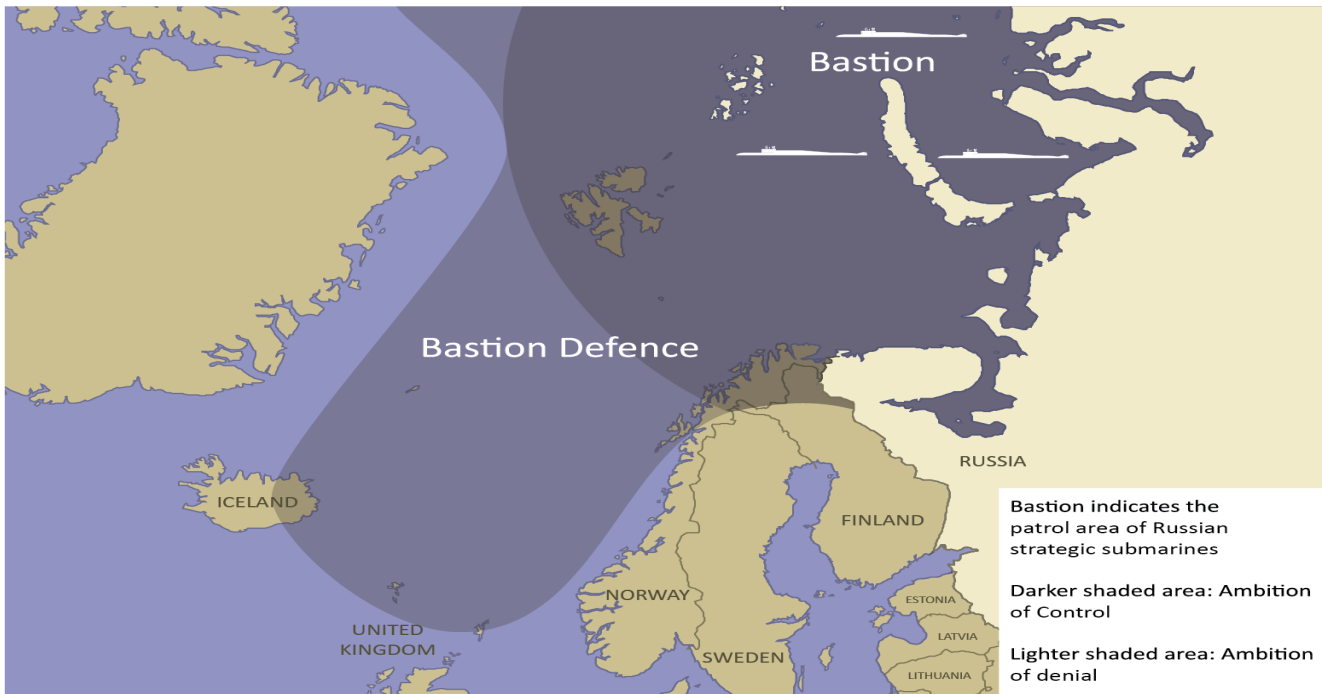 Bastion
Bastion Defence
ICELAND
RUSSIA
FINLAND
NORWAY
ESTONIA
UNITED
KINGDOM
LATVIA
SWEDEN
LITHUANIA
Bastion indicates the
patrol area of Russian
strategic submarines
Darker shaded area: Ambition
of Control
Lighter shaded area: Ambition
of denial